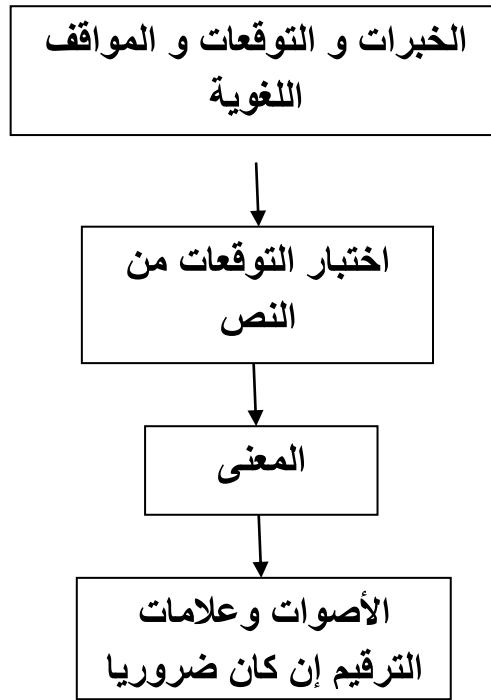 الخبرات و التوقعات و المواقف
اللغوية
اختبار التوقعات من
النص
المعنى
الأصوات وعلامات
الترقيم إن كان ضروريا